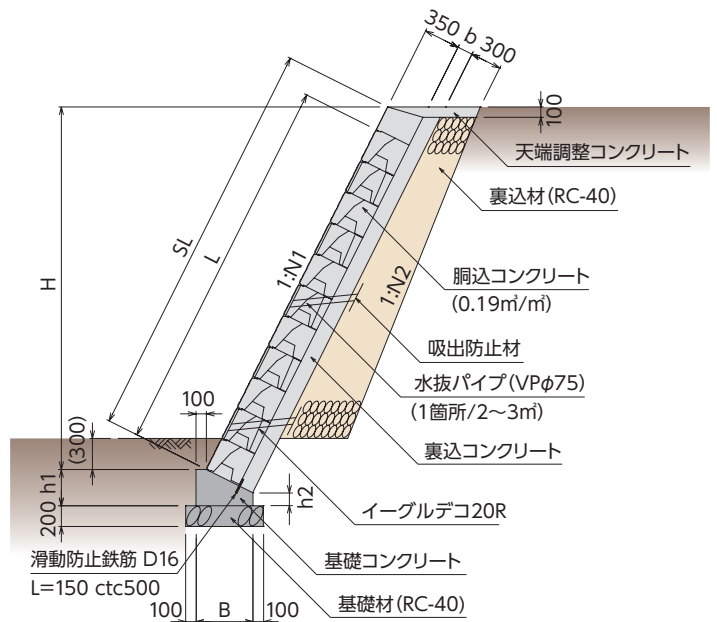 350 b 300
100
天端調整コンクリート
裏込材(RC-40)
SL
L
H
1:N1
1:N2
胴込コンクリート
(0.19㎥/㎡)
吸出防止材
水抜パイプ(VPφ75)
(1箇所/2〜3㎡)
100
(300)
裏込コンクリート
200 h1
h2
イーグルデコ20R
滑動防止鉄筋 D16
L=150 ctc500
基礎コンクリート
100 B 100
基礎材(RC-40)